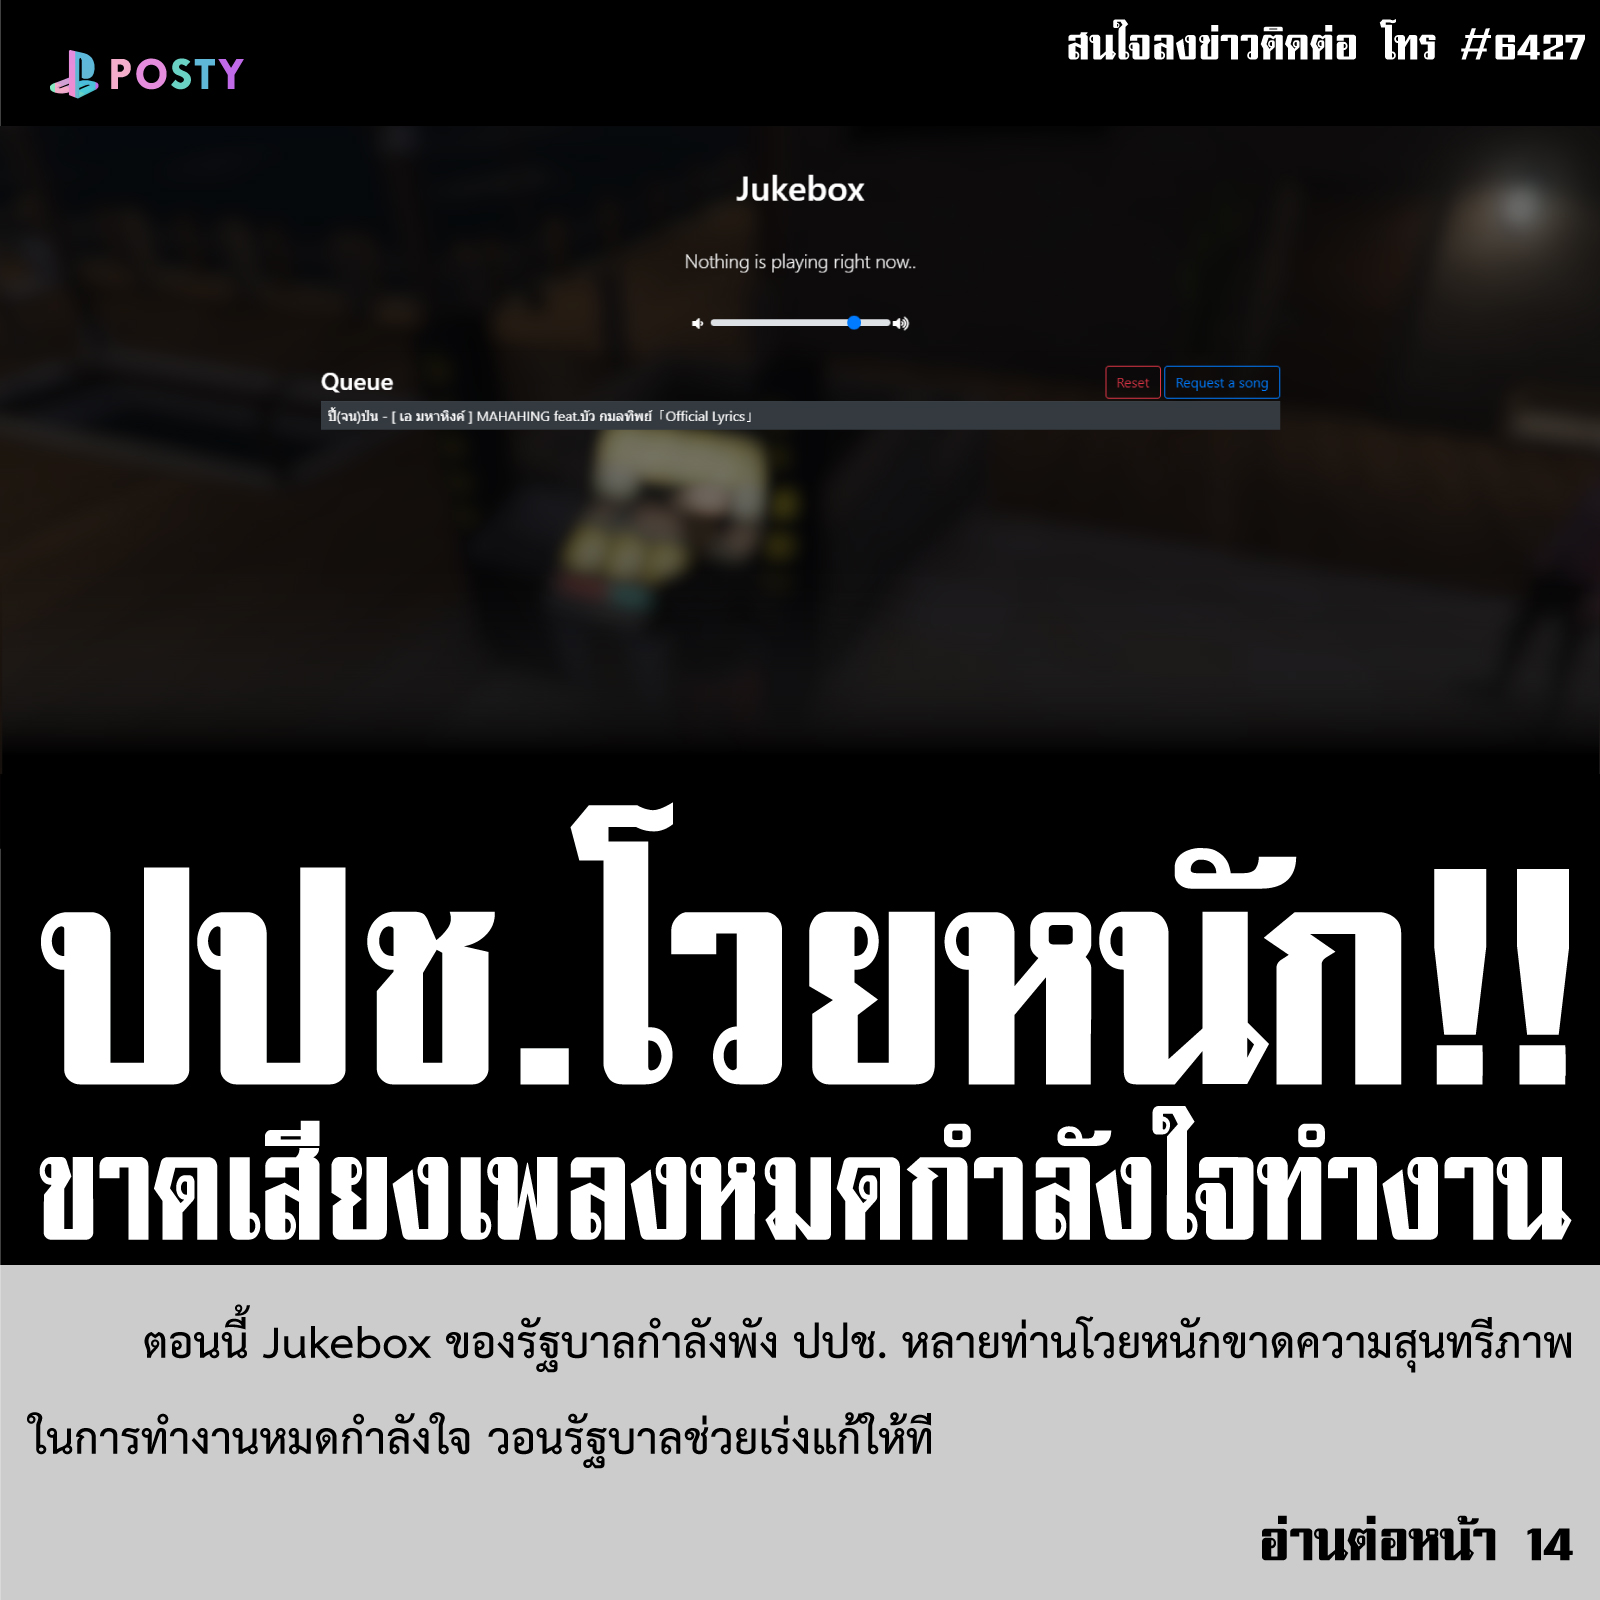 POSTY
สนใจลงข่าวติดต่อ โทร #6427
Jukebox
Nothing is playing right now..
Queue
Reset
Request a song
ปี้(จน)ป่น - [ เอ มหาหิงค์ ] MAHAHING feat.บัว กมลทิพย์「Official Lyrics」
ปปช.โวยหนัก!!
ขาดเสียงเพลงหมดกำลังใจทำงาน
ตอนนี้ Jukebox ของรัฐบาลกำลังพัง ปปช. หลายท่านโวยหนักขาดความสุนทรีภาพ
ในการทำงานหมดกำลังใจ วอนรัฐบาลช่วยเร่งแก้ให้ที
อ่านต่อหน้า 14